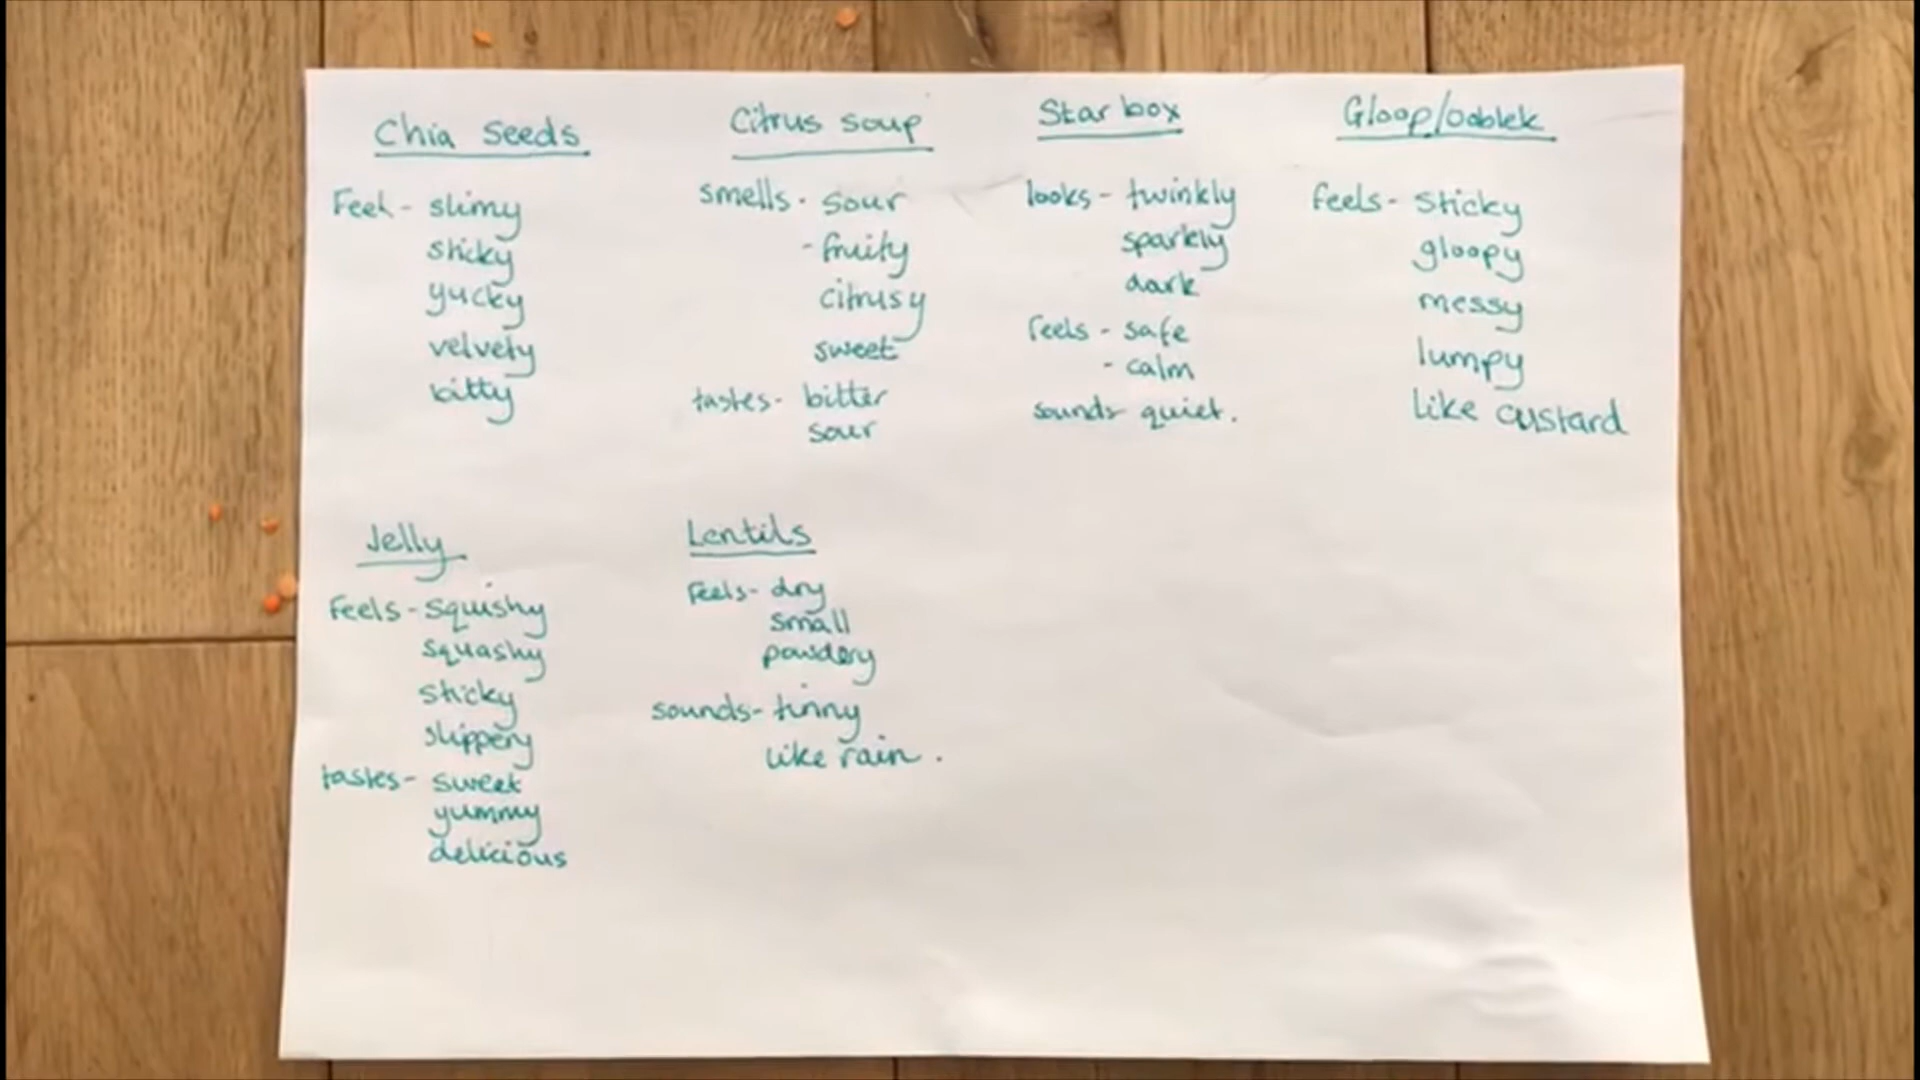 Chia Seeds
Feel - slimy
sticky
yucky
velvety
bitty
Citrus soup
smells - sour
- fruity
citrusy
sweet
tastes - bitter
sour
Star box
looks - twinkly
sparkly
dark
feels - safe
- calm
sounds - quiet.
Gloop/Ooblek
feels - sticky
gloopy
messy
lumpy
like custard
Jelly
Feels - squishy
squashy
sticky
slippery
tastes - sweet
yummy
delicious
Lentils
Feels - dry
small
powdery
sounds - tinny
like rain.